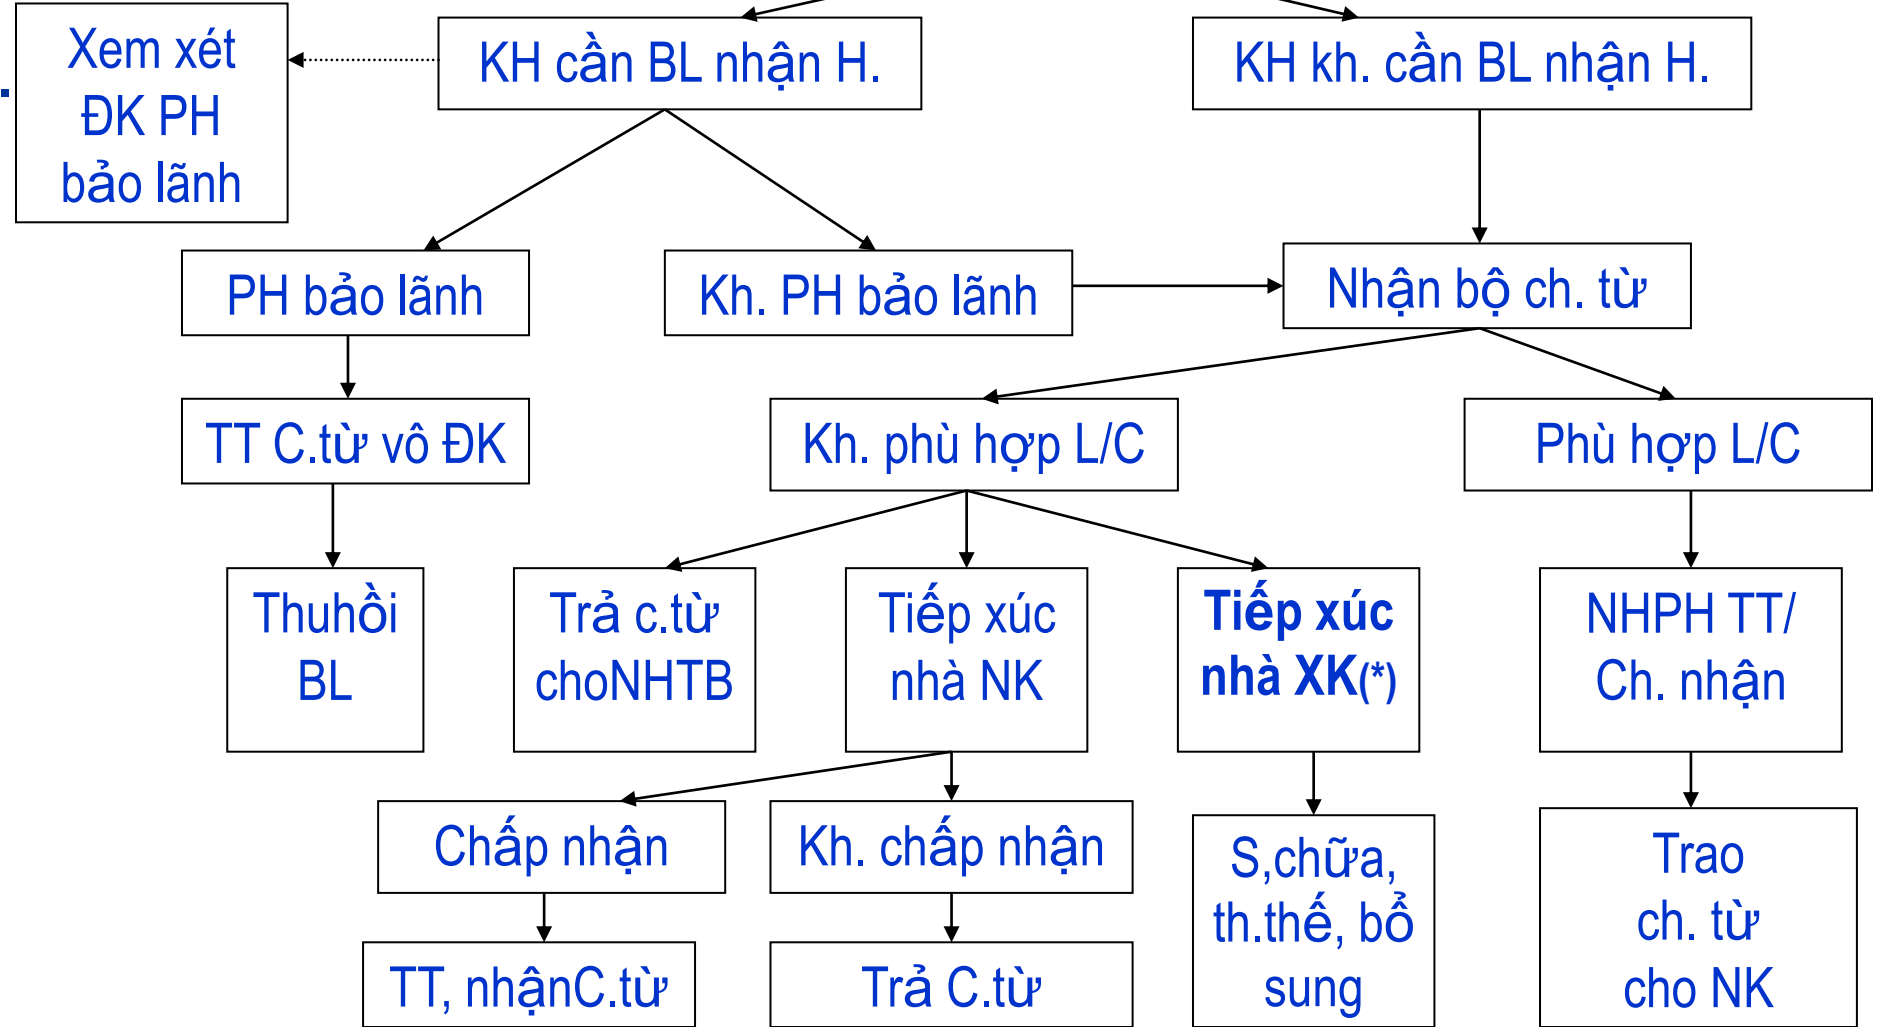 Xem xét
ĐK PH
bảo lãnh
KH cần BL nhận H.
KH kh. cần BL nhận H.
PH bảo lãnh
Kh. PH bảo lãnh
Nhận bộ ch. từ
TT C.từ vô ĐK
Kh. phù hợp L/C
Phù hợp L/C
Thuhồi
BL
Trả c.từ
choNHTB
Tiếp xúc
nhà NK
Tiếp xúc
nhà XK(*)
NHPH TT/
Ch. nhận
Chấp nhận
Kh. chấp nhận
S,chữa,
th.thế, bổ
sung
Trao
ch. từ
cho NK
TT, nhậnC.từ
Trả C.từ